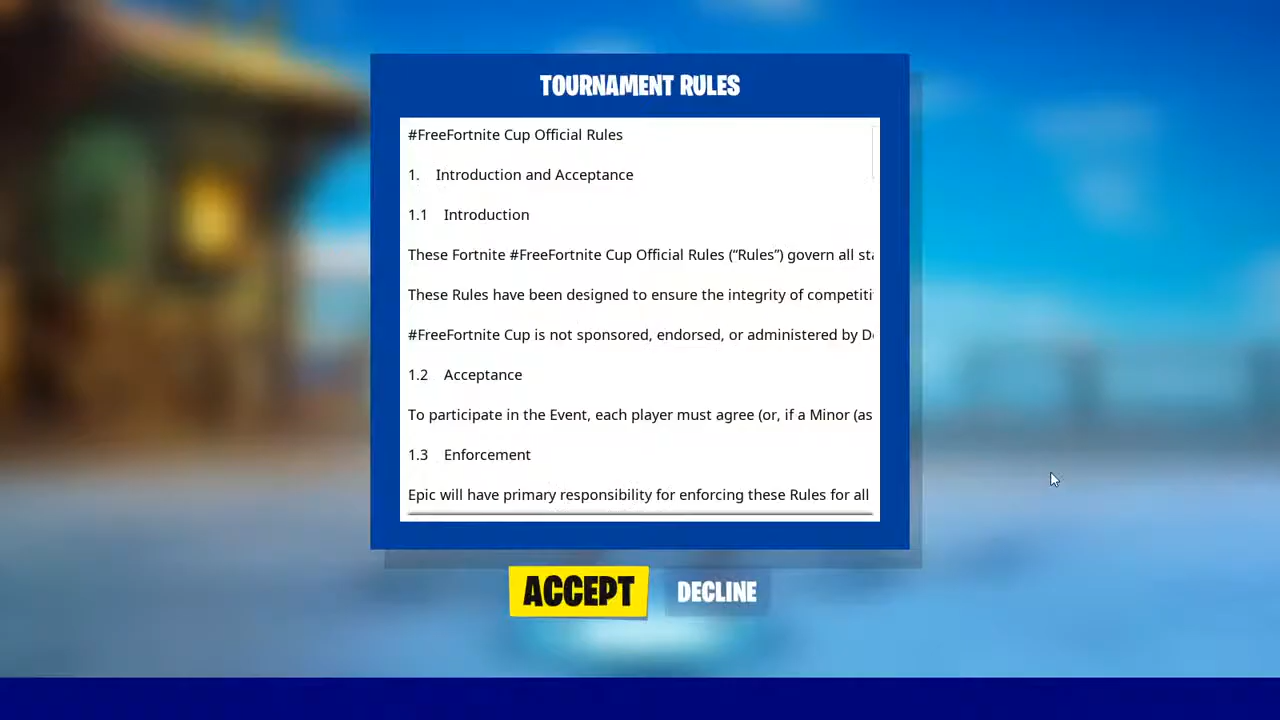 TOURNAMENT RULES
#FreeFortnite Cup Official Rules
1. Introduction and Acceptance
1.1 Introduction
These Fortnite #FreeFortnite Cup Official Rules (“Rules”) govern all
These Rules have been designed to ensure the integrity of
#FreeFortnite Cup is not sponsored, endorsed, or administered by
1.2 Acceptance
To participate in the Event, each player must agree (or, if a Minor (as
1.3 Enforcement
Epic will have primary responsibility for enforcing these Rules for all
ACCEPT
DECLINE